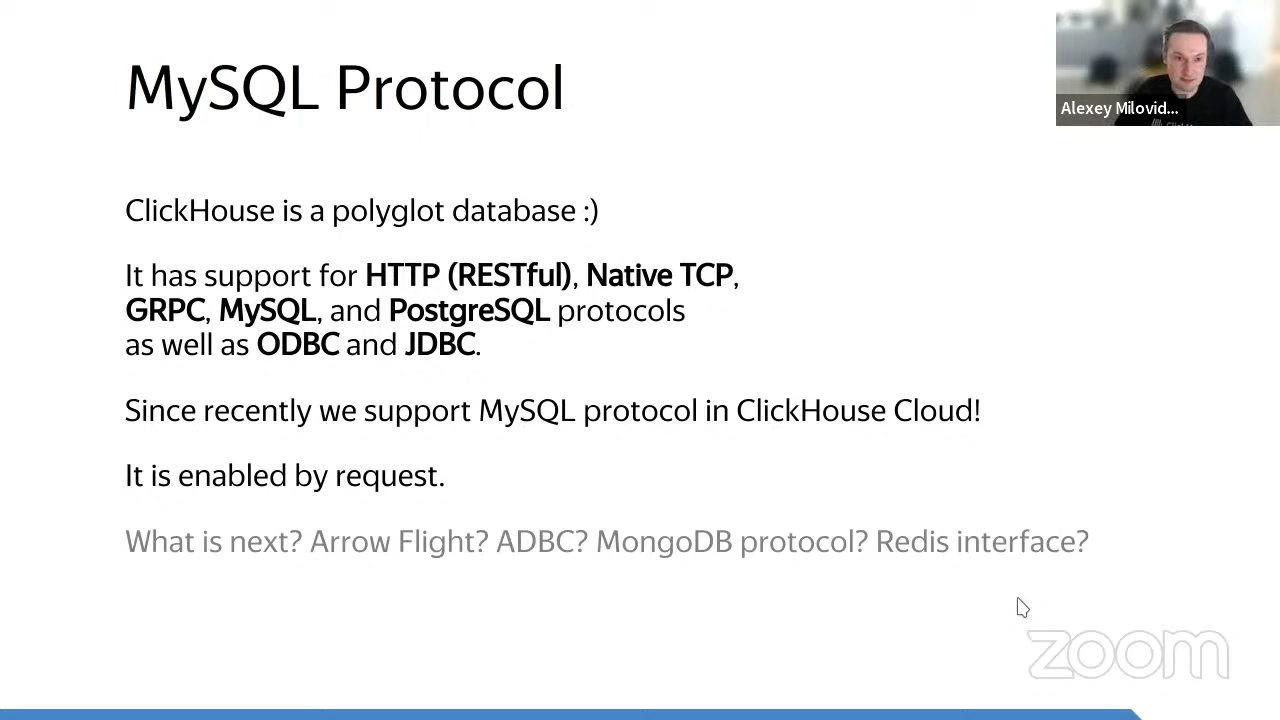 MySQL Protocol
Alexey Milovid...
ClickHouse is a polyglot database :)
It has support for HTTP (RESTful), Native TCP,
GRPC, MySQL, and PostgreSQL protocols
as well as ODBC and JDBC.
Since recently we support MySQL protocol in ClickHouse Cloud!
It is enabled by request.
What is next? Arrow Flight? ADBC? MongoDB protocol? Redis interface?
zoom